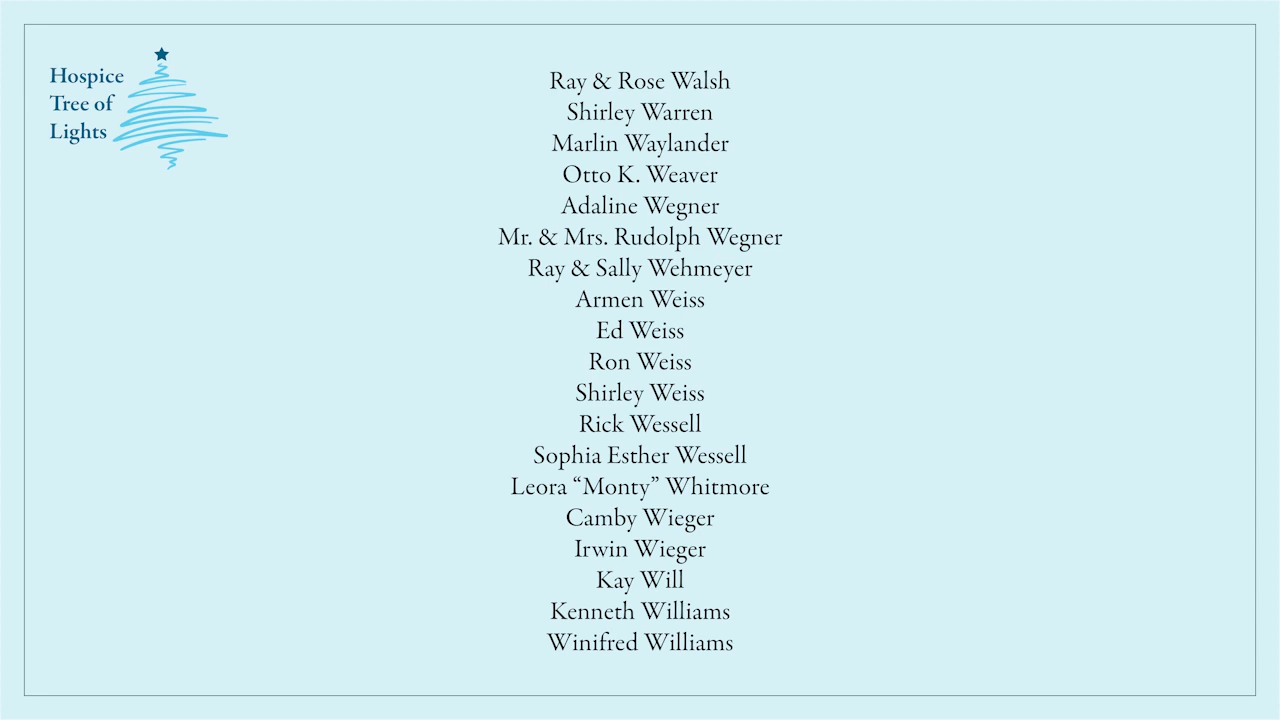 Hospice
Tree of
Lights
Ray & Rose Walsh
Shirley Warren
Marlin Waylander
Otto K. Weaver
Adaline Wegner
Mr. & Mrs. Rudolph Wegner
Ray & Sally Wehmeyer
Armen Weiss
Ed Weiss
Ron Weiss
Shirley Weiss
Rick Wessell
Sophia Esther Wessell
Leora “Monty” Whitmore
Camby Wieger
Irwin Wieger
Kay Will
Kenneth Williams
Winifred Williams